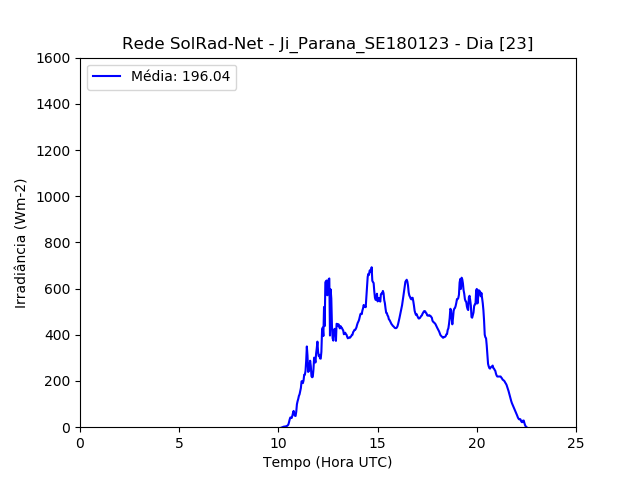 Rede SolRad-Net - Ji_Parana_SE180123 - Dia [23]
Média: 196.04
Irradiância (Wm-2)
1600
1400
1200
1000
800
600
400
200
0
0 5 10 15 20 25
Tempo (Hora UTC)